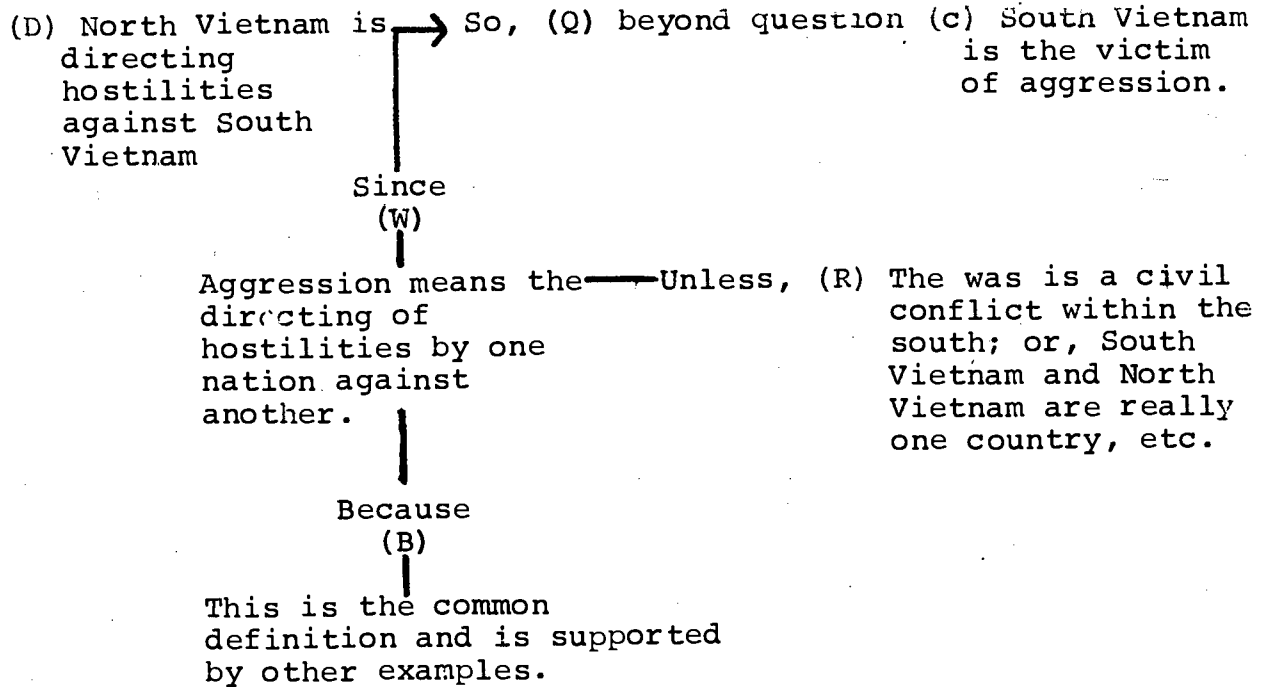 (D) North Vietnam is So, (Q) beyond question (c) South Vietnam
directing is the victim
hostilities of aggression.
against South
Vietnam
Since
(W)
Aggression means the Unless, (R) The was is a civil
directing of conflict within the
hostilities by one south; or, South
nation against Vietnam and North
another. Vietnam are really
one country, etc.
Because
(B)
This is the common
definition and is supported
by other examples.